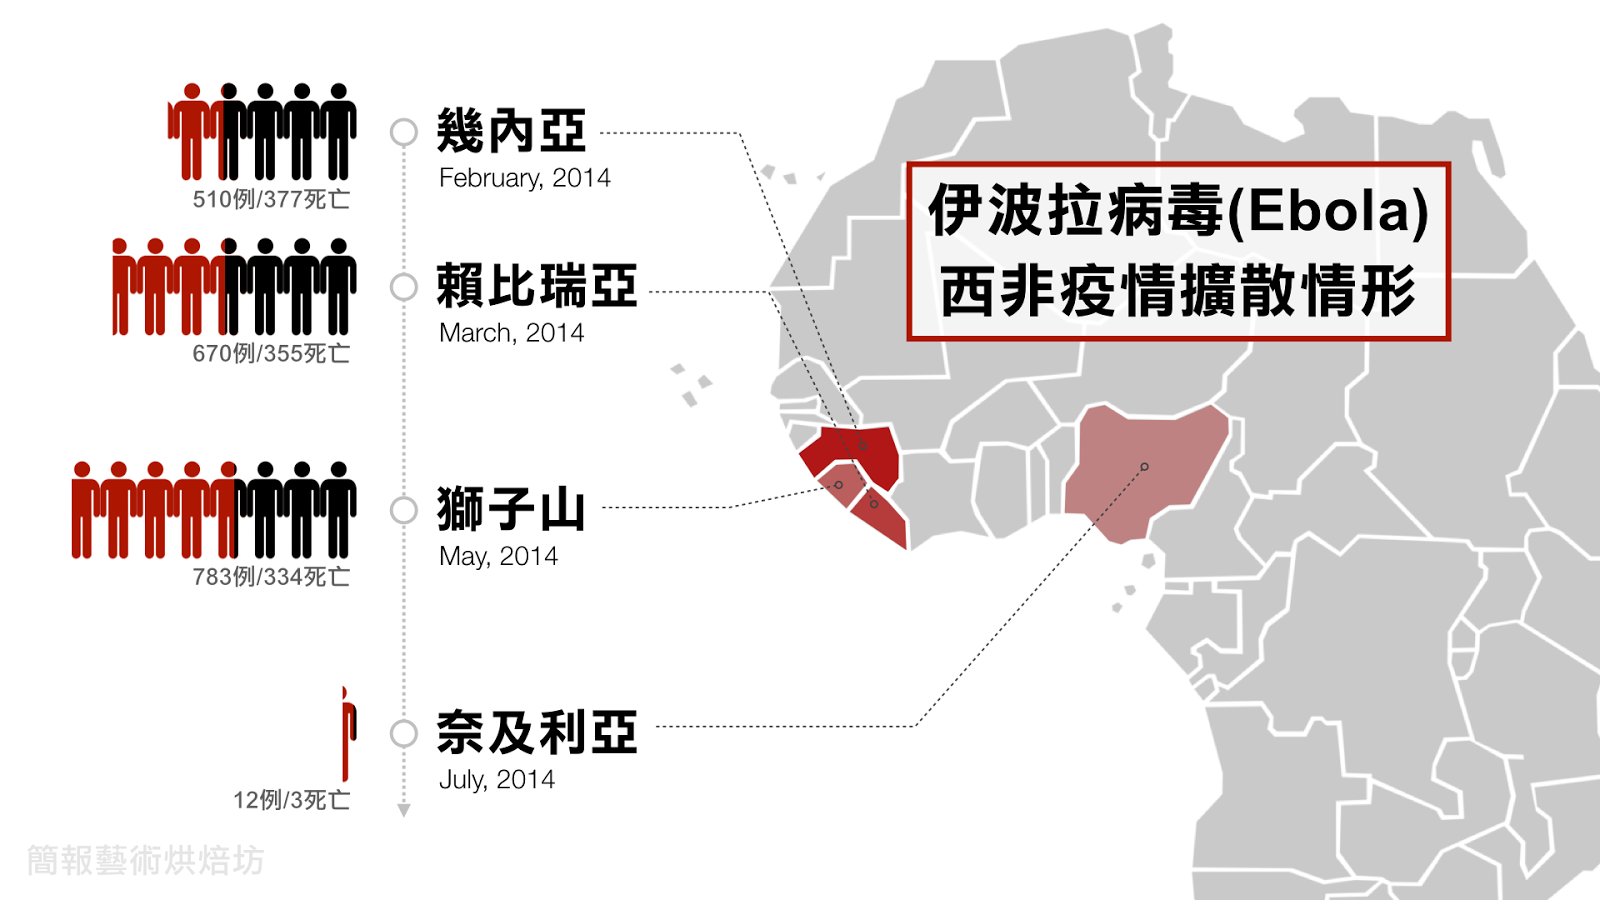 伊波拉病毒(Ebola)
西非疫情擴散情形
幾內亞
February, 2014
510例/377死亡
賴比瑞亞
March, 2014
670例/355死亡
獅子山
May, 2014
783例/334死亡
奈及利亞
July, 2014
12例/3死亡
簡報藝術烘焙坊